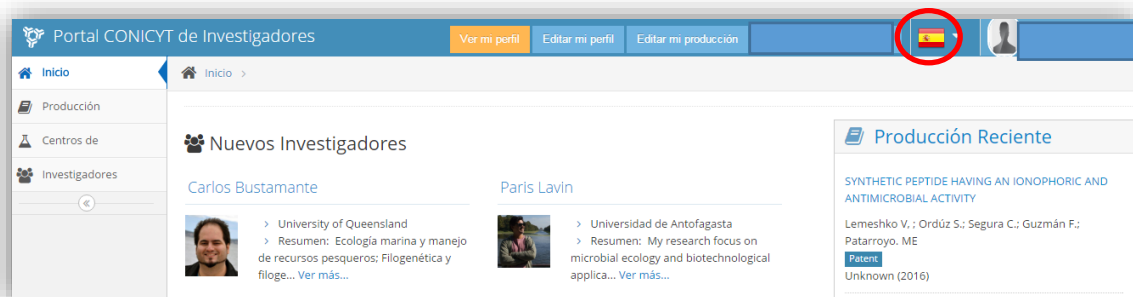 Portal CONICYT de Investigadores
Ver mi perfil
Editar mi perfil
Editar mi producción
Inicio
Producción
Centros de
Investigadores
Inicio
Nuevos Investigadores
Carlos Bustamante
University of Queensland
Resumen: Ecología marina y manejo
de recursos pesqueros; Filogenética y
filoge... Ver más...
Paris Lavin
Universidad de Antofagasta
Resumen: My research focus on
microbial ecology and biotechnological
applica... Ver más...
Producción Reciente
SYNTHETIC PEPTIDE HAVING AN IONOPHORIC AND
ANTIMICROBIAL ACTIVITY
Lemeshko V, ; Ordúz S.; Segura C.; Guzmán F.;
Patarroyo. ME
Patent
Unknown (2016)